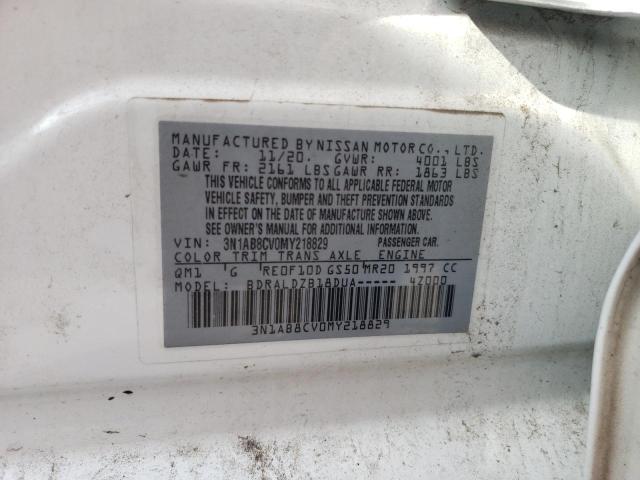 MANUFACTURED BY NISSAN MOTOR CO., LTD.
DATE: 11/20. GVWR: 4001 LBS
GAWR FR: 2161 LBS GAWR RR: 1863 LBS
THIS VEHICLE CONFORMS TO ALL APPLICABLE FEDERAL MOTOR
VEHICLE SAFETY, BUMPER AND THEFT PREVENTION STANDARDS
IN EFFECT ON THE DATE OF MANUFACTURE SHOWN ABOVE.
SEE OWNER'S MANUAL FOR ADDITIONAL INFORMATION.
VIN: 3N1AB8CV0MY218829 PASSENGER CAR.
COLOR TRIM TRANS AXLE ENGINE
QM1 'G 'RE0F10D GS50'MR20 1997 CC
MODEL: BDRALDZB18DUA----- 4Z000
3N1AB8CV0MY218829